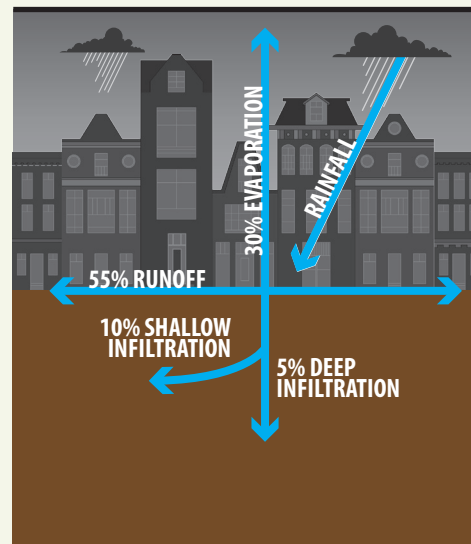 30% EVAPORATION
RAINFALL
55% RUNOFF
10% SHALLOW
INFILTRATION
5% DEEP
INFILTRATION